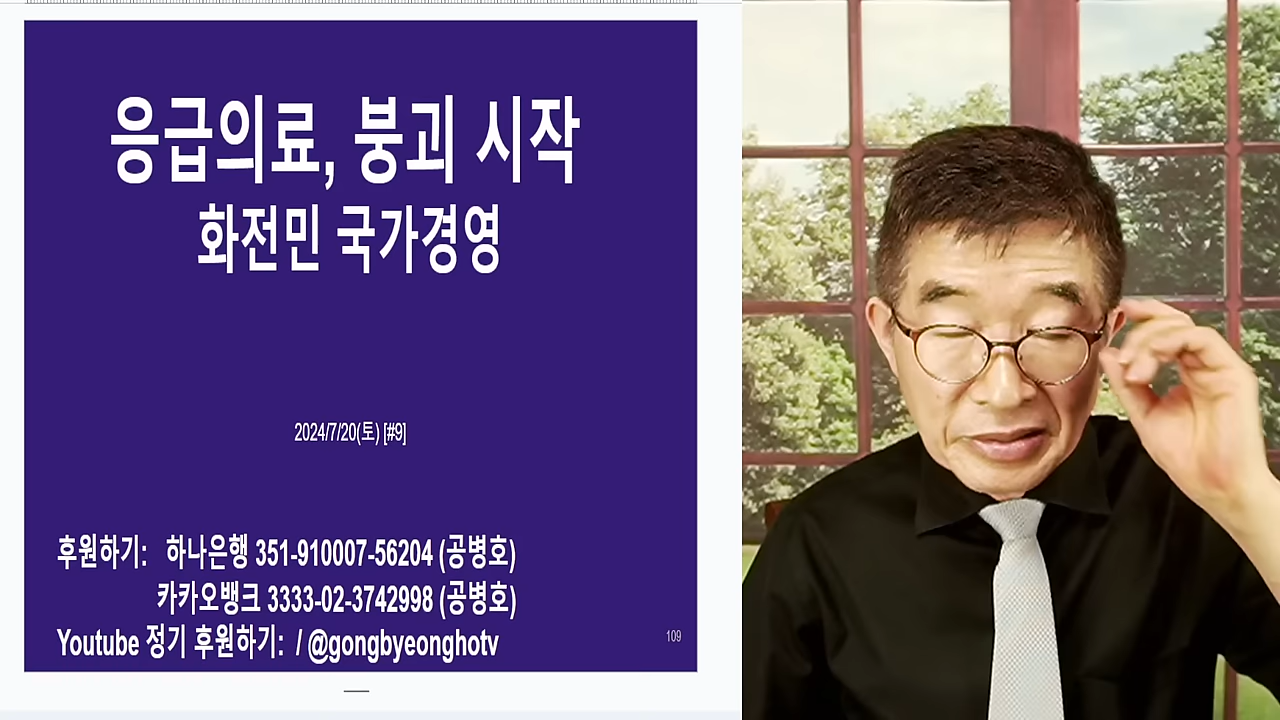 응급의료, 붕괴 시작
화전민 국가경영
2024/7/20(토) [#9]
후원하기: 하나은행 351-910007-56204 (공병호)
카카오뱅크 3333-02-3742998 (공병호)
Youtube 정기 후원하기: / @gongbyeonghotv
109